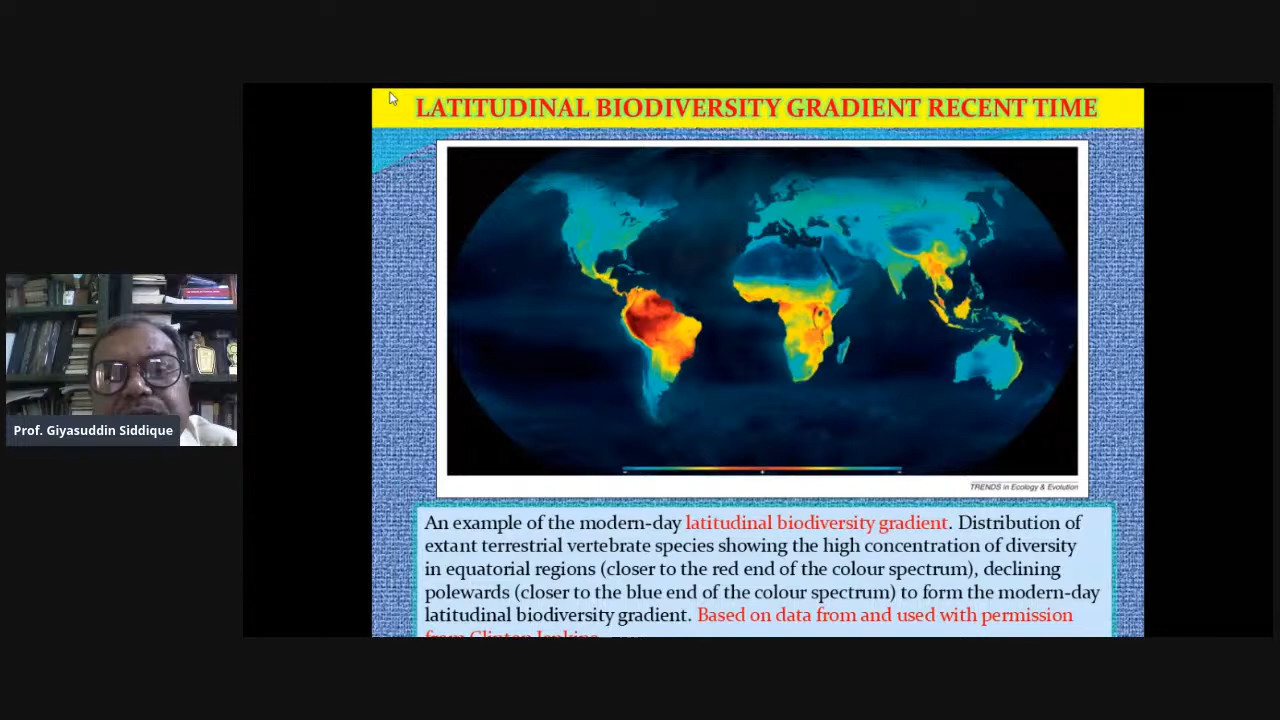 LATITUDINAL BIODIVERSITY GRADIENT RECENT TIME
TRENDS in Ecology & Evolution
Prof. Giyasuddin Siddique
An example of the modern-day latitudinal biodiversity gradient. Distribution of
extant terrestrial vertebrate species showing the high concentration of diversity
in equatorial regions (closer to the red end of the colour spectrum), declining
polewards (closer to the blue end of the colour spectrum) to form the modern-day
latitudinal biodiversity gradient. Based on data from and used with permission
from Clinton Jenkins